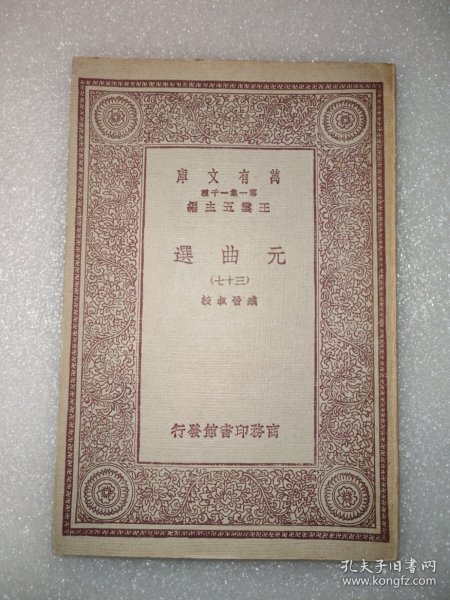 庫文有萬
種千一集一第
編主五雲王
選曲元
（七十三）
校叔晉臧
行發館書印務商
孔夫子旧书网
www.kongfz.com